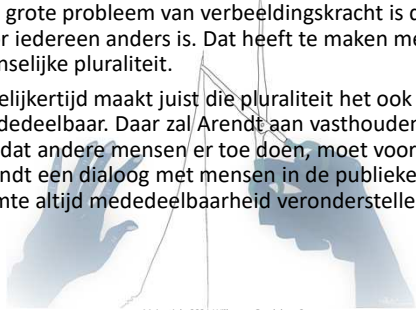 grote probleem van verbeeldingskracht is
r iedereen anders is. Dat heeft te maken me
nselijke pluraliteit.
elijkertijd maakt juist die pluraliteit het ook
dedeelbaar. Daar zal Arendt aan vasthouden
dat andere mensen er toe doen, moet voor
ndt een dialoog met mensen in de publieke
mte altijd mededeelbaarheid veronderstelle